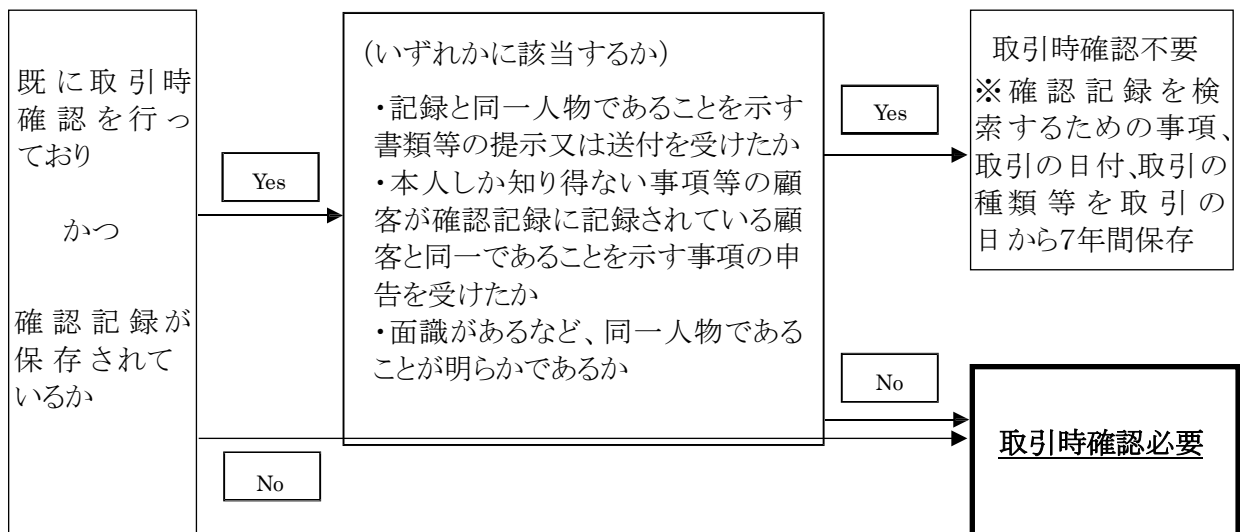 既に取引時
確認を行っ
ており
かつ
確認記録が
保存されて
いるか
Yes
No
(いずれかに該当するか)
・記録と同一人物であることを示す
書類等の提示又は送付を受けたか
・本人しか知り得ない事項等の顧
客が確認記録に記録されている顧
客と同一であることを示す事項の申
告を受けたか
・面識があるなど、同一人物である
ことが明らかであるか
Yes
No
取引時確認不要
※確認記録を検
索するための事項、
取引の日付、取引の
種類等を取引の
日から7年間保存
取引時確認必要